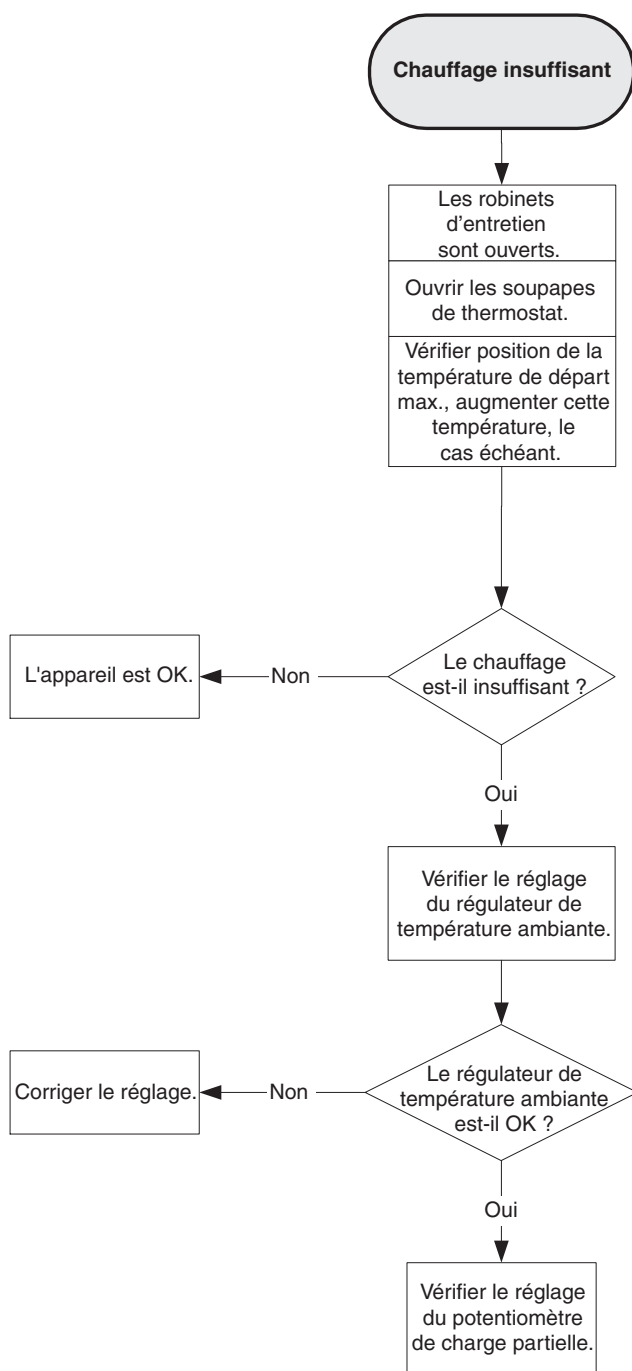 Chauffage insuffisant
Les robinets
d’entretien
sont ouverts.
Ouvrir les soupapes
de thermostat.
Vérifier position de la
température de départ
max., augmenter cette
température, le
cas échéant.
Le chauffage
est-il insuffisant ?
Non
L'appareil est OK.
Oui
Vérifier le réglage
du régulateur de
température ambiante.
Le régulateur de
température ambiante
est-il OK ?
Non
Corriger le réglage.
Oui
Vérifier le réglage
du potentiomètre
de charge partielle.